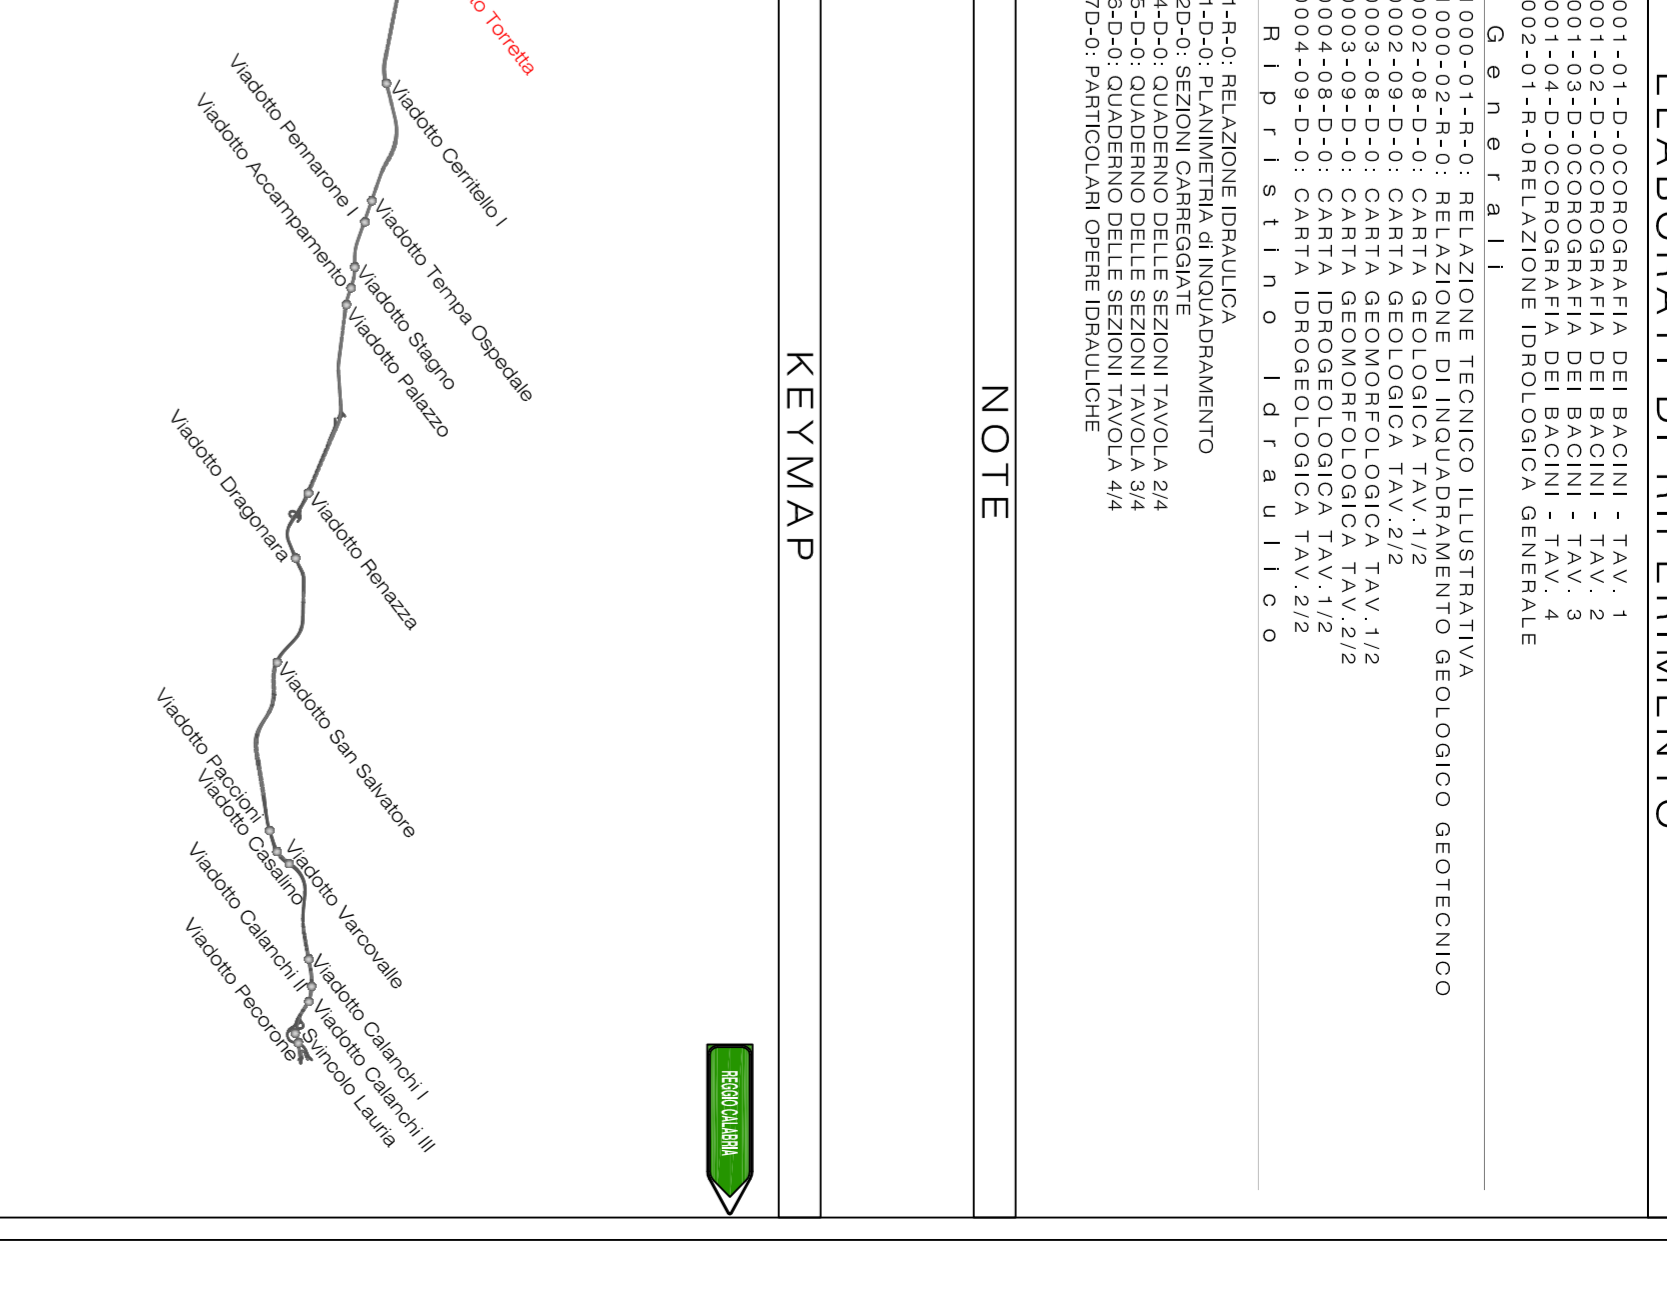 ELABORATI DI RIFERIMENTO
001-01-D-0COROGRAFIA DEI BACINI - TAV. 1
001-02-D-0COROGRAFIA DEI BACINI - TAV. 2
001-03-D-0COROGRAFIA DEI BACINI - TAV. 3
001-04-D-0COROGRAFIA DEI BACINI - TAV. 4
002-01-R-0RELAZIONE IDROLOGICA GENERALE
Generali
1000-01-R-0: RELAZIONE TECNICO ILLUSTRATIVA
1000-02-R-0: RELAZIONE DI INQUADRAMENTO GEOLOGICO GEOTECNICO
0002-08-D-0: CARTA GEOLOGICA TAV.1/2
0002-09-D-0: CARTA GEOLOGICA TAV.2/2
0003-08-D-0: CARTA GEOMORFOLOGICA TAV.1/2
0003-09-D-0: CARTA GEOMORFOLOGICA TAV.2/2
0004-08-D-0: CARTA IDROGEOLOGICA TAV.1/2
0004-09-D-0: CARTA IDROGEOLOGICA TAV.2/2
Ripristino Idraulico
1-R-0: RELAZIONE IDRAULICA
1-D-0: PLANIMETRIA di INQUADRAMENTO
2D-0: SEZIONI CARREGGIATE
4-D-0: QUADERNO DELLE SEZIONI TAVOLA 2/4
5-D-0: QUADERNO DELLE SEZIONI TAVOLA 3/4
6-D-0: QUADERNO DELLE SEZIONI TAVOLA 4/4
7D-0: PARTICOLARI OPERE IDRAULICHE
NOTE
KEYMAP
REGGIO CALABRIA
to Torretta
Viadotto Cerritello I
Viadotto Pennarone I
Viadotto Tempa Ospedale
Viadotto Accampamento
Viadotto Stagno
Viadotto Palazzo
Viadotto Renazza
Viadotto Dragonara
Viadotto San Salvatore
Viadotto Paccioni
Viadotto Casalino
Viadotto Varcovalle
Viadotto Calanchi I
Viadotto Calanchi II
Viadotto Calanchi III
Svincolo Lauria
Viadotto Pecorone